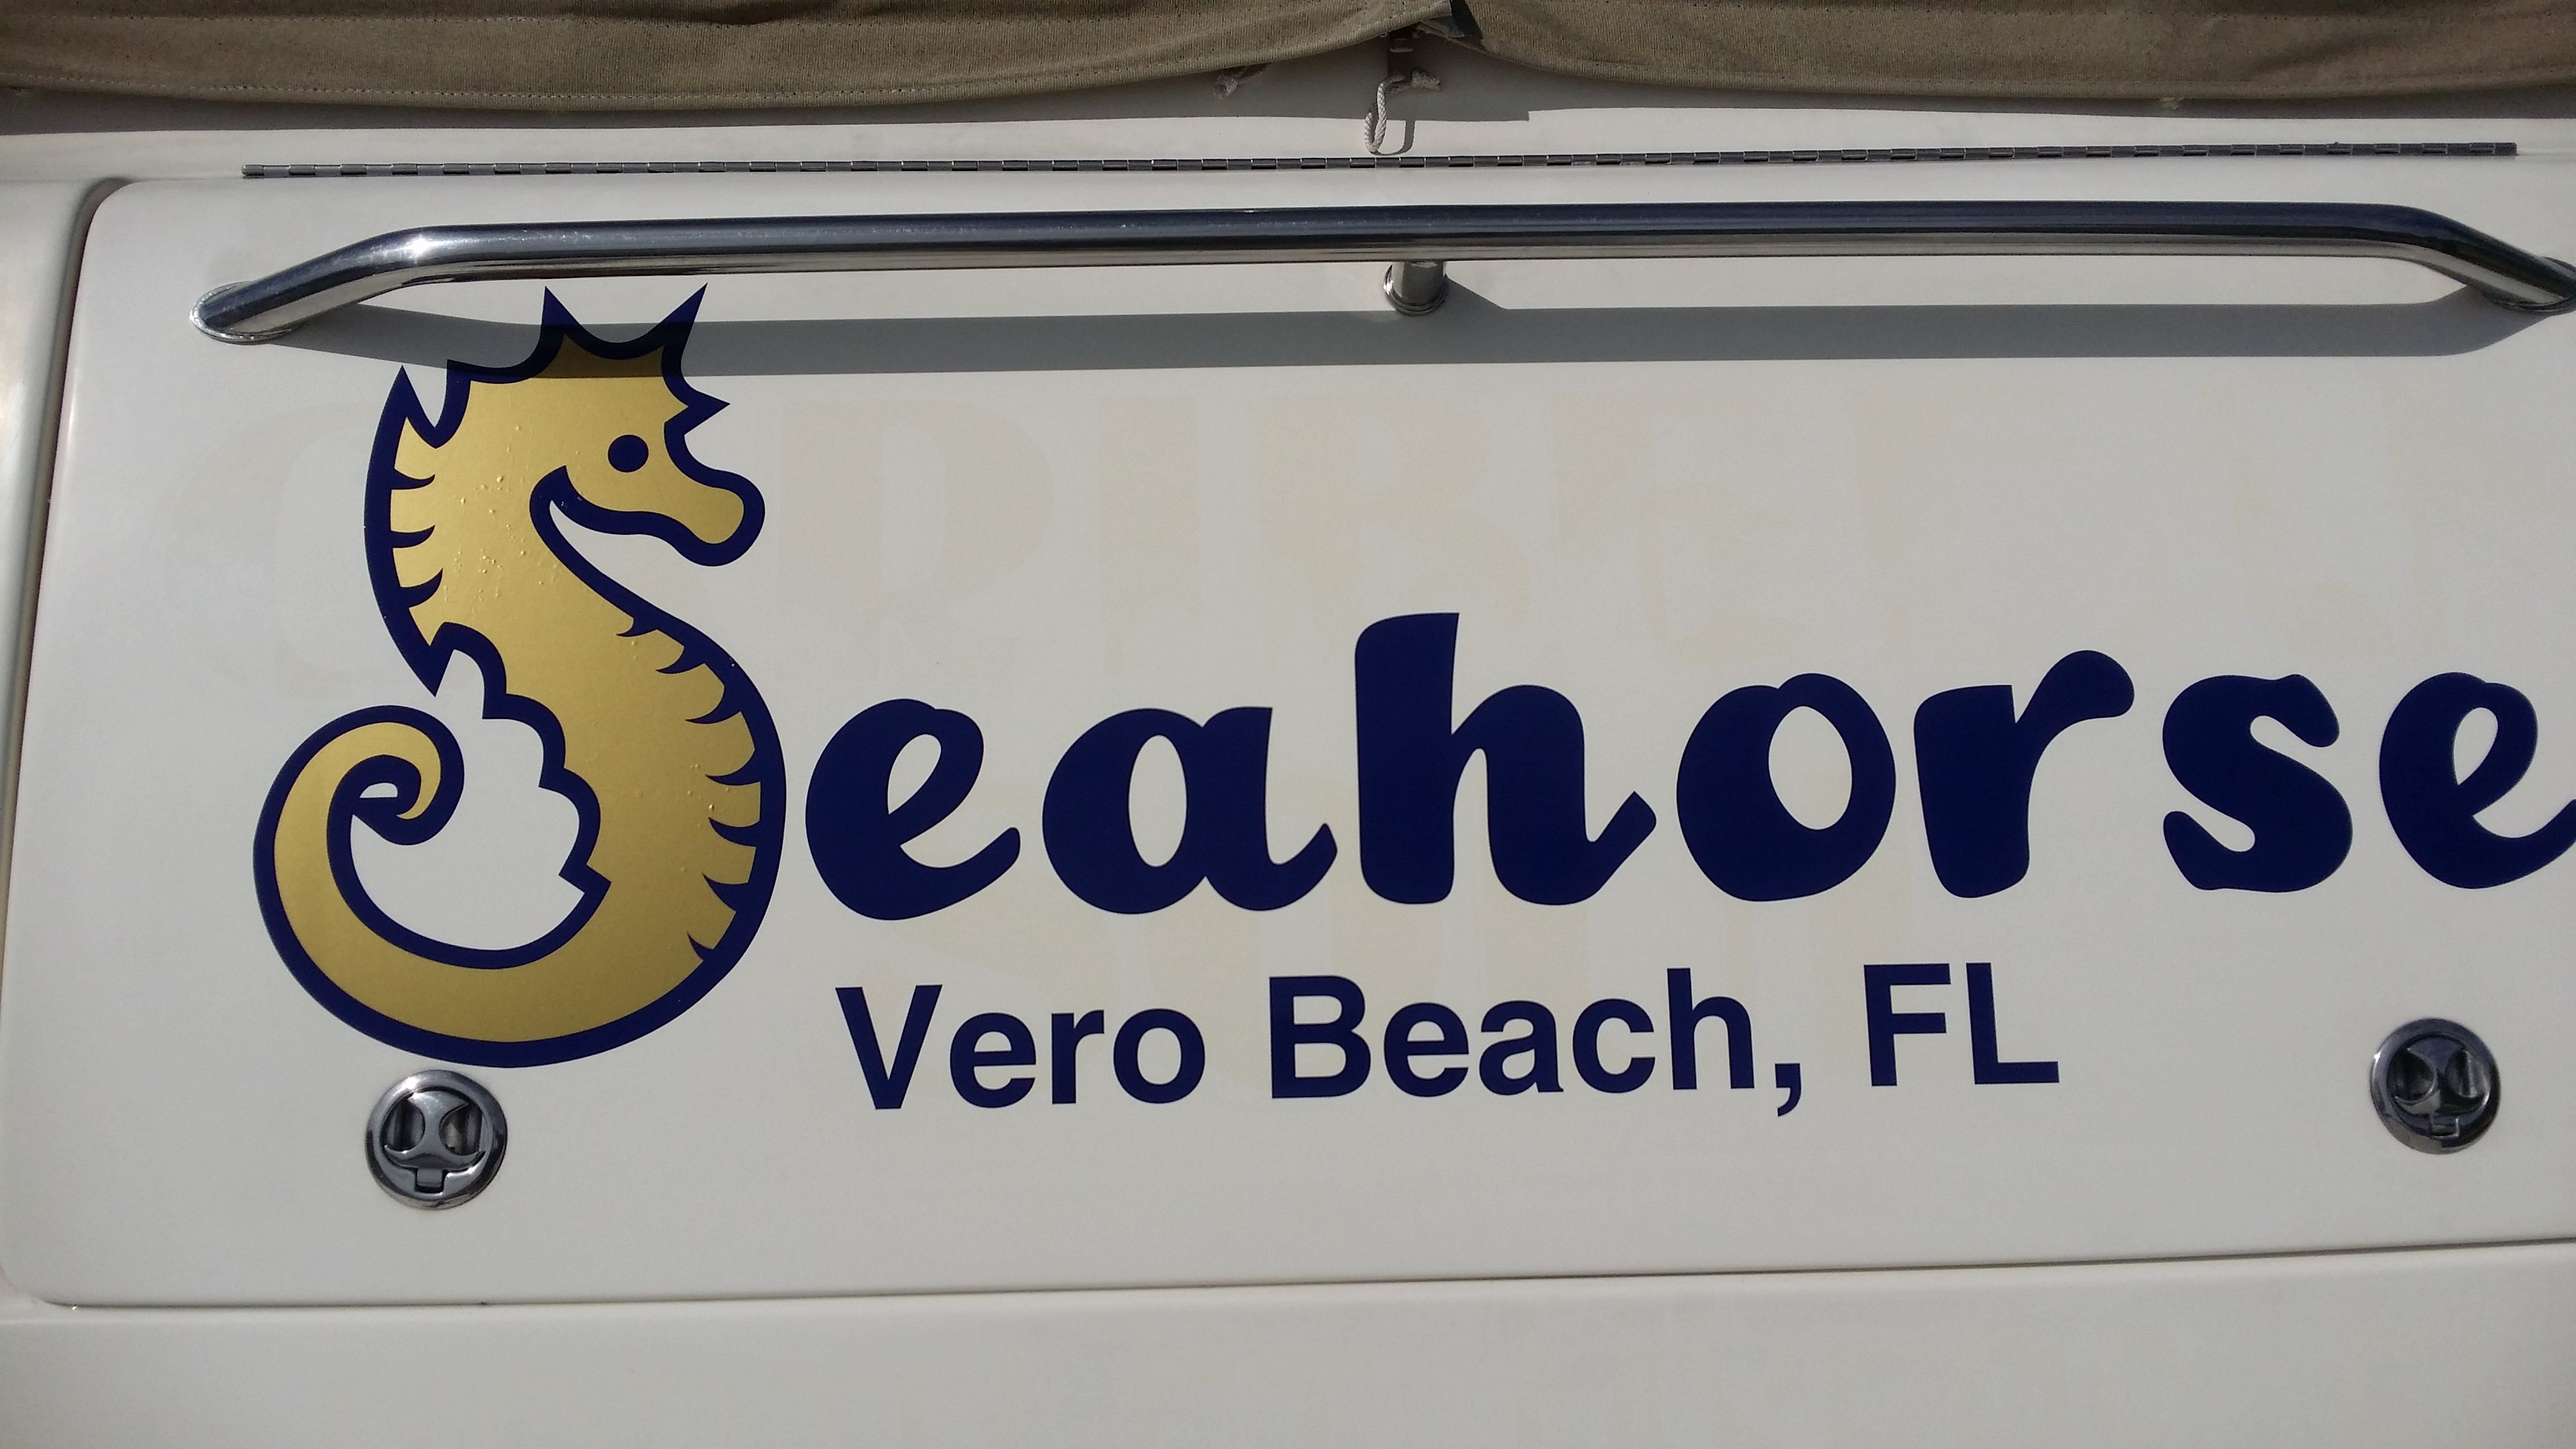 Seahorse
Vero Beach, FL